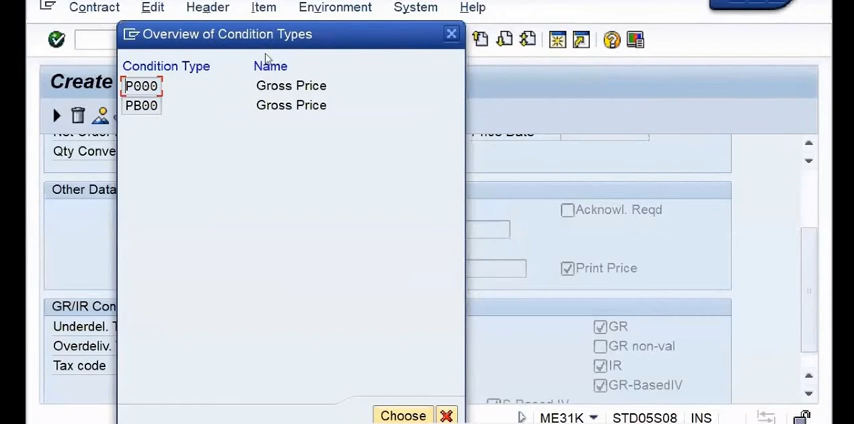 Contract Edit Header Item Environment System Help
Overview of Condition Types
Create
Condition Type Name
P000 Gross Price
PB00 Gross Price
Qty Conve
Other Data
Acknowl. Reqd
Print Price
GR/IR Con
Underdel. T
GR
Overdeliv. T
GR non-val
Tax code
IR
GR-BasedIV
Choose
ME31K STD05S08 INS